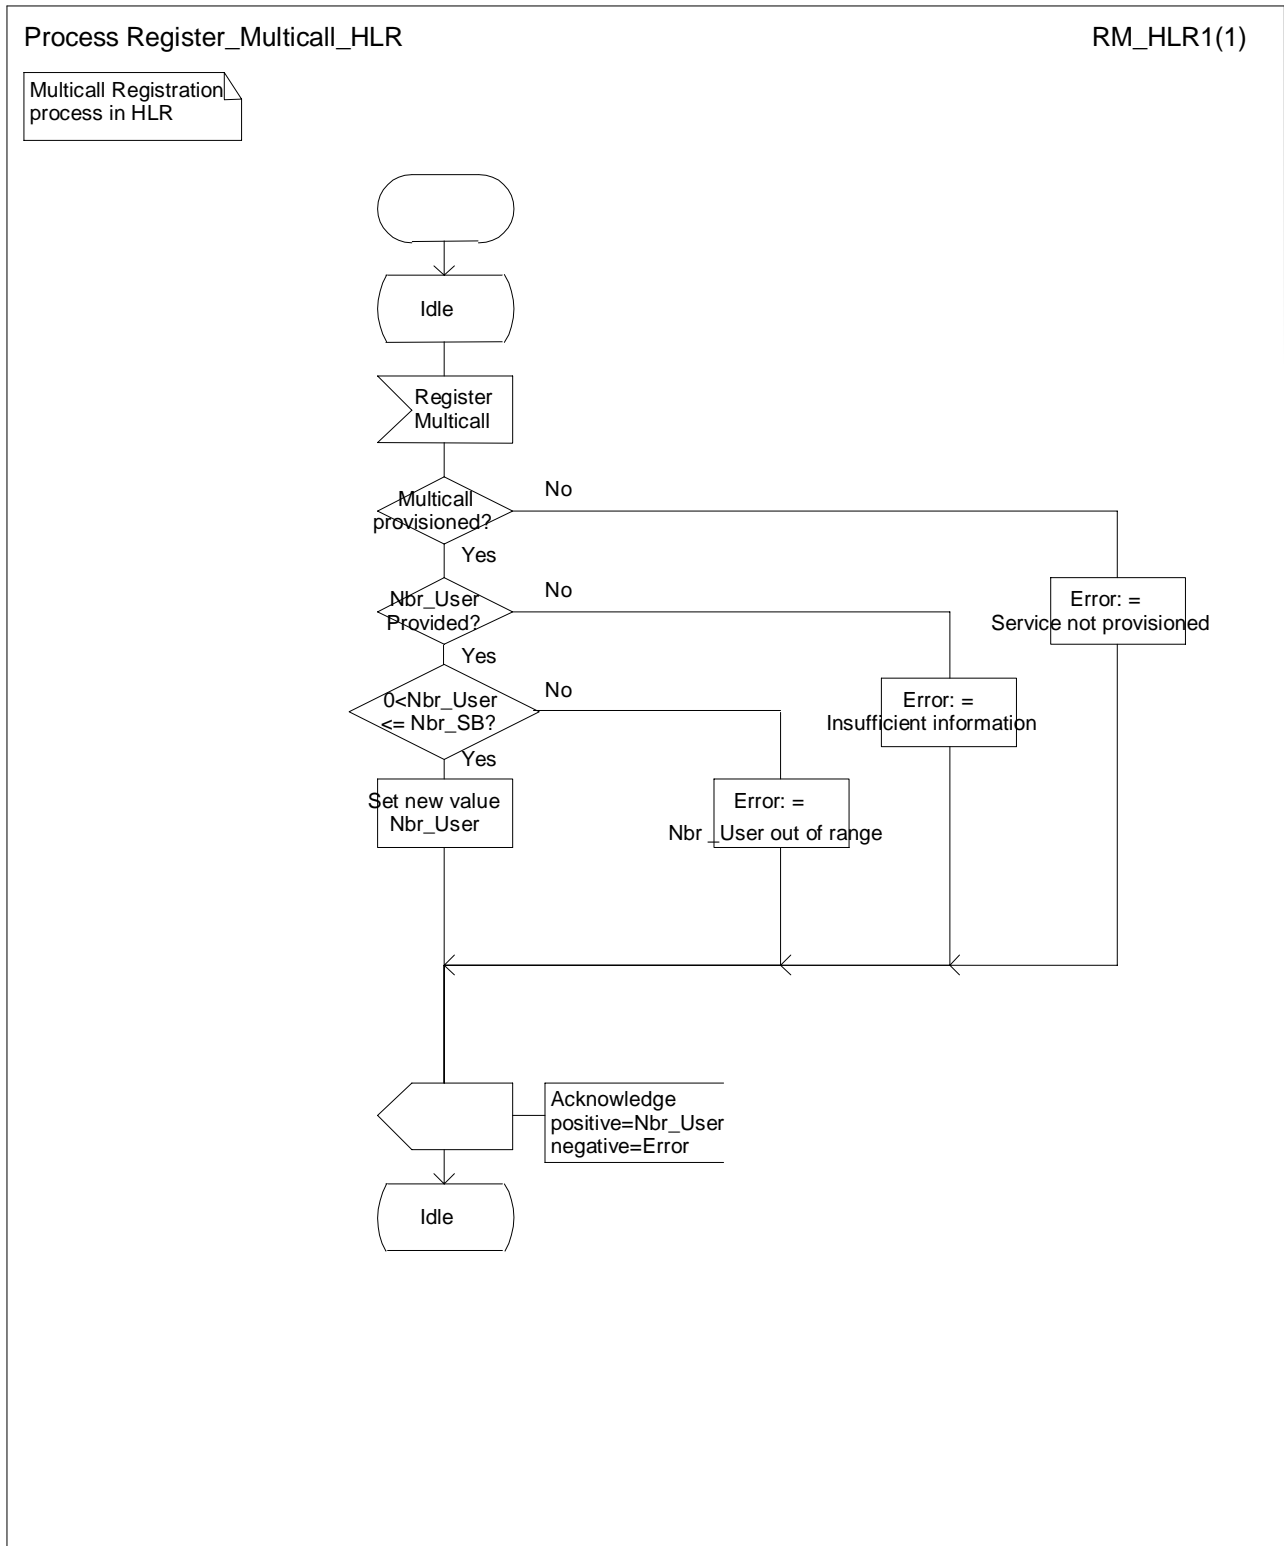 Process Register_Multicall_HLR
RM_HLR1(1)
Multicall Registration
process in HLR
Idle
Register
Multicall
Multicall
provisioned?
No
Yes
Nbr_User
Provided?
No
Yes
Error: =
Service not provisioned
0<Nbr_User
<= Nbr_SB?
No
Yes
Error: =
Insufficient information
Set new value
Nbr_User
Error: =
Nbr _User out of range
Acknowledge
positive=Nbr_User
negative=Error
Idle